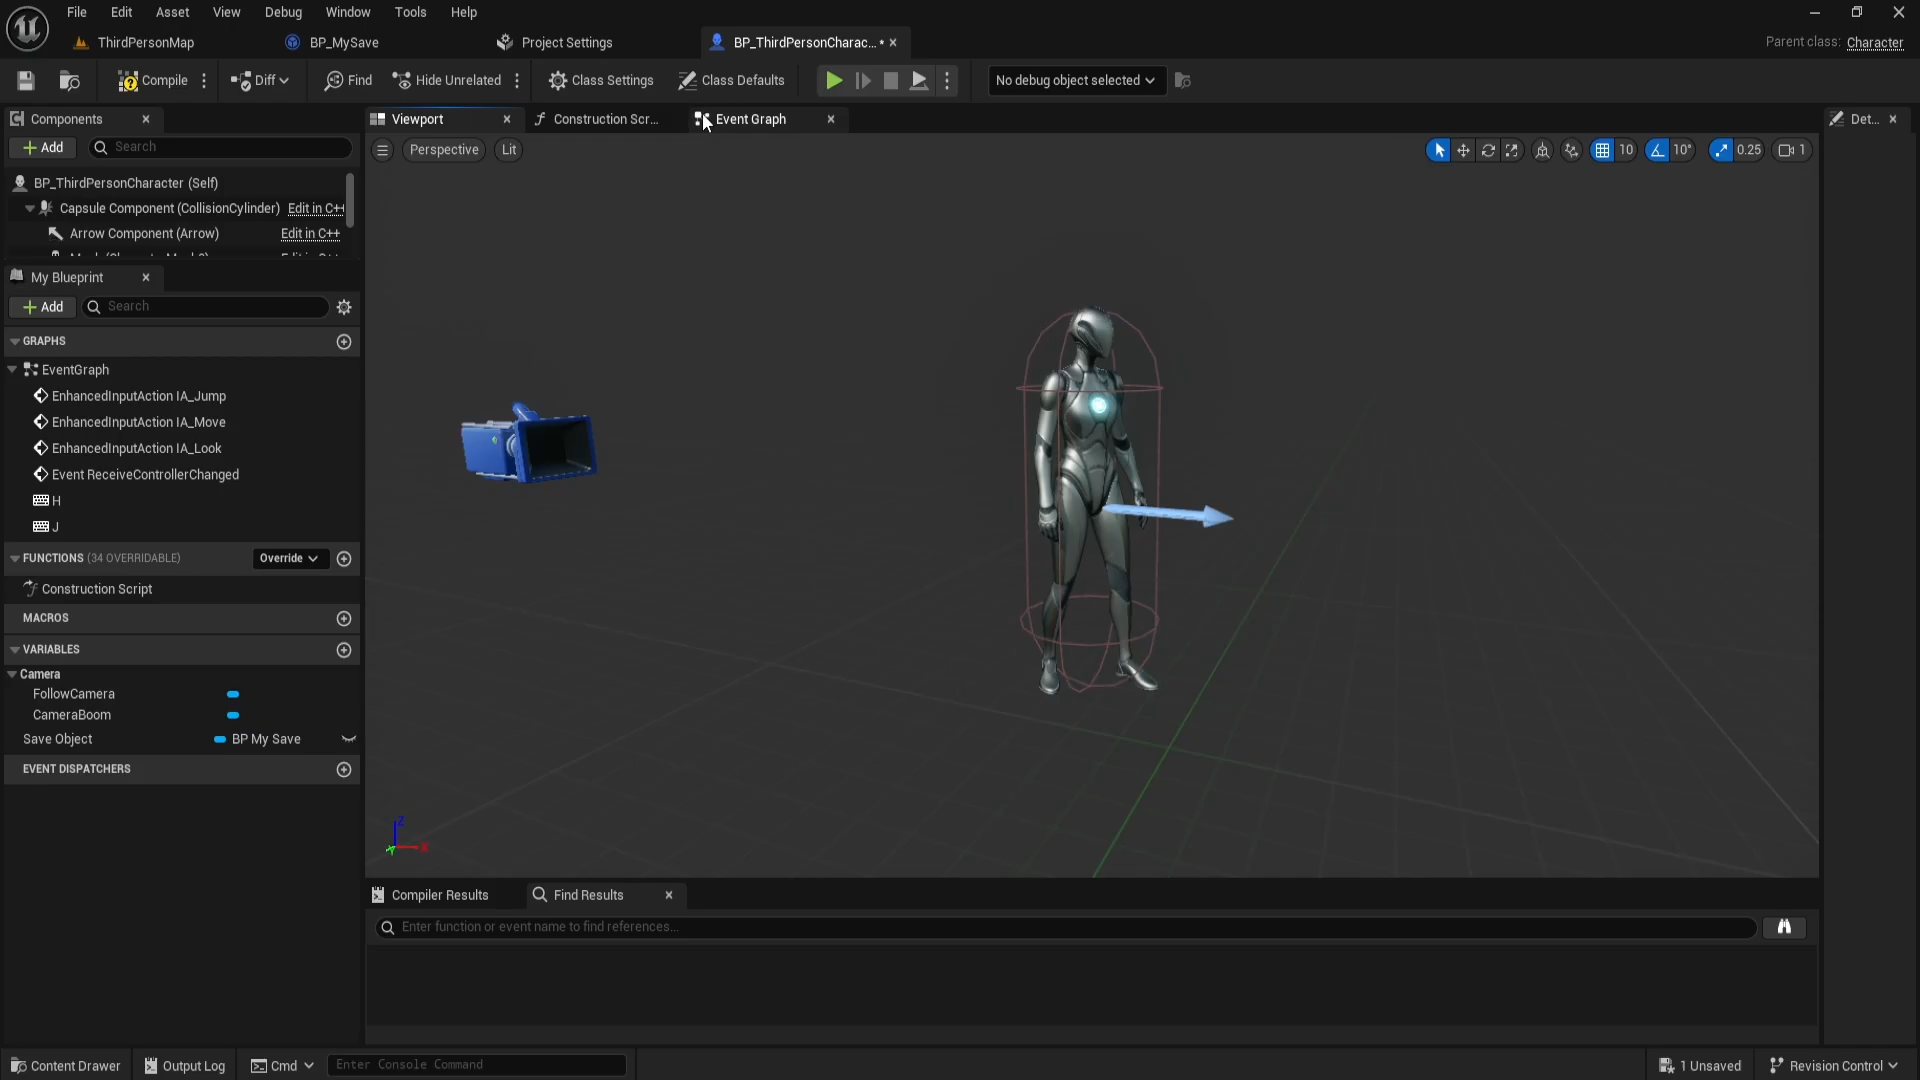 File Edit Asset View Debug Window Tools Help
ThirdPersonMap BP_MySave Project Settings BP_ThirdPersonCharac... *
Parent class: Character
Compile Diff Find Hide Unrelated Class Settings Class Defaults No debug object selected
Components Viewport Construction Scr... Event Graph Det...
Add Search
Perspective Lit 10 10° 0.25 1
BP_ThirdPersonCharacter (Self)
Capsule Component (CollisionCylinder) Edit in C++
Arrow Component (Arrow) Edit in C++
My Blueprint
Add Search
GRAPHS
EventGraph
EnhancedInputAction IA_Jump
EnhancedInputAction IA_Move
EnhancedInputAction IA_Look
Event ReceiveControllerChanged
H
J
FUNCTIONS (34 OVERRIDABLE) Override
Construction Script
MACROS
VARIABLES
Camera
FollowCamera
CameraBoom
Save Object BP My Save
EVENT DISPATCHERS
Z
X
Y
Compiler Results Find Results
Enter function or event name to find references...
Content Drawer Output Log Cmd Enter Console Command 1 Unsaved Revision Control